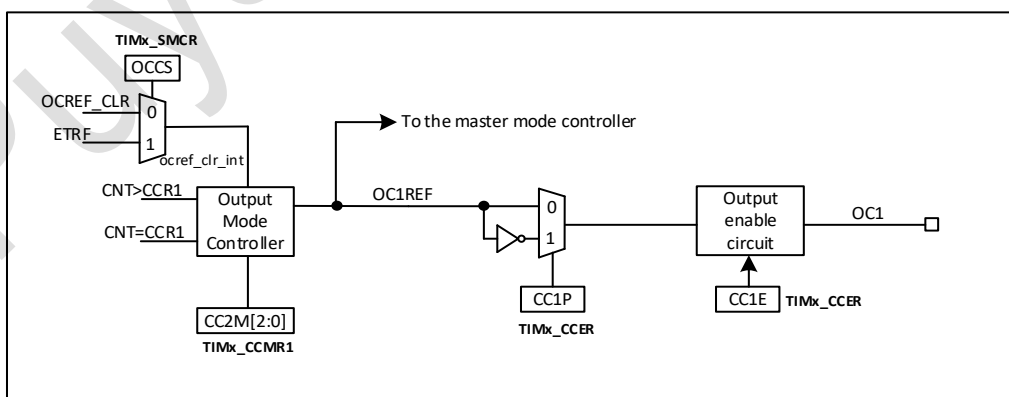 TIMx_SMCR
OCCS
OCREF_CLR
0
ETRF
1
ocref_clr_int
To the master mode controller
CNT>CCR1
CNT=CCR1
Output
Mode
Controller
OC1REF
0
1
Output
enable
circuit
OC1
CC2M[2:0]
TIMx_CCMR1
CC1P
TIMx_CCER
CC1E
TIMx_CCER